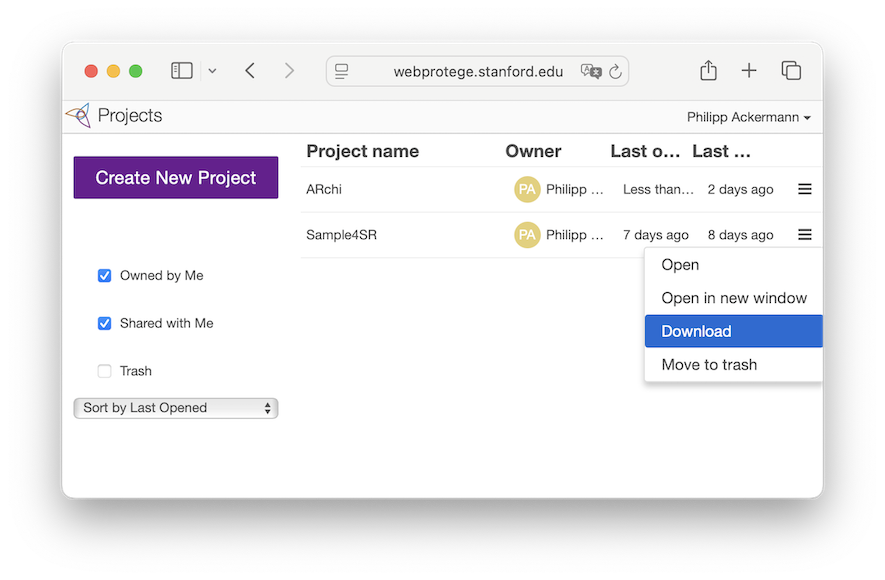 webprotege.stanford.edu
Projects
Philipp Ackermann
Create New Project
Project name Owner Last o... Last ...
ARchi PA Philipp ... Less than... 2 days ago
Sample4SR PA Philipp ... 7 days ago 8 days ago
Owned by Me
Shared with Me
Trash
Sort by Last Opened
Open
Open in new window
Download
Move to trash